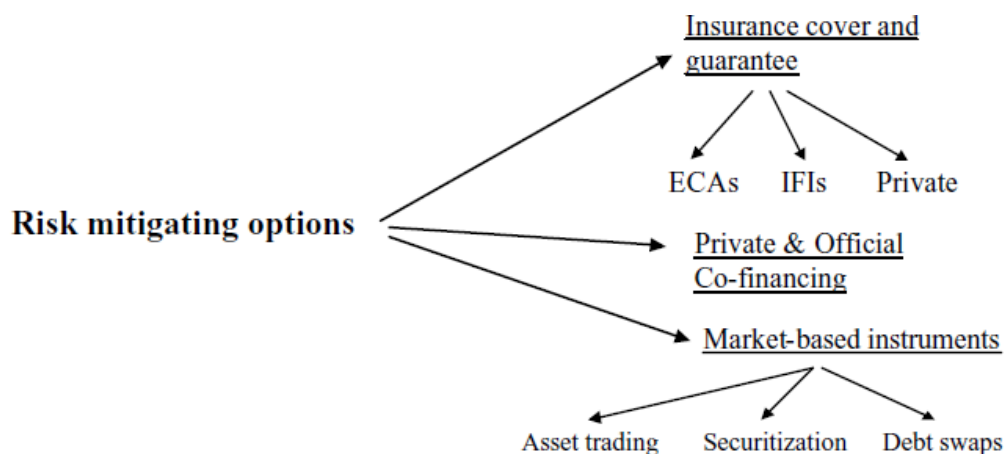 Insurance cover and
guarantee
ECAs IFIs Private
Risk mitigating options
Private & Official
Co-financing
Market-based instruments
Asset trading Securitization Debt swaps